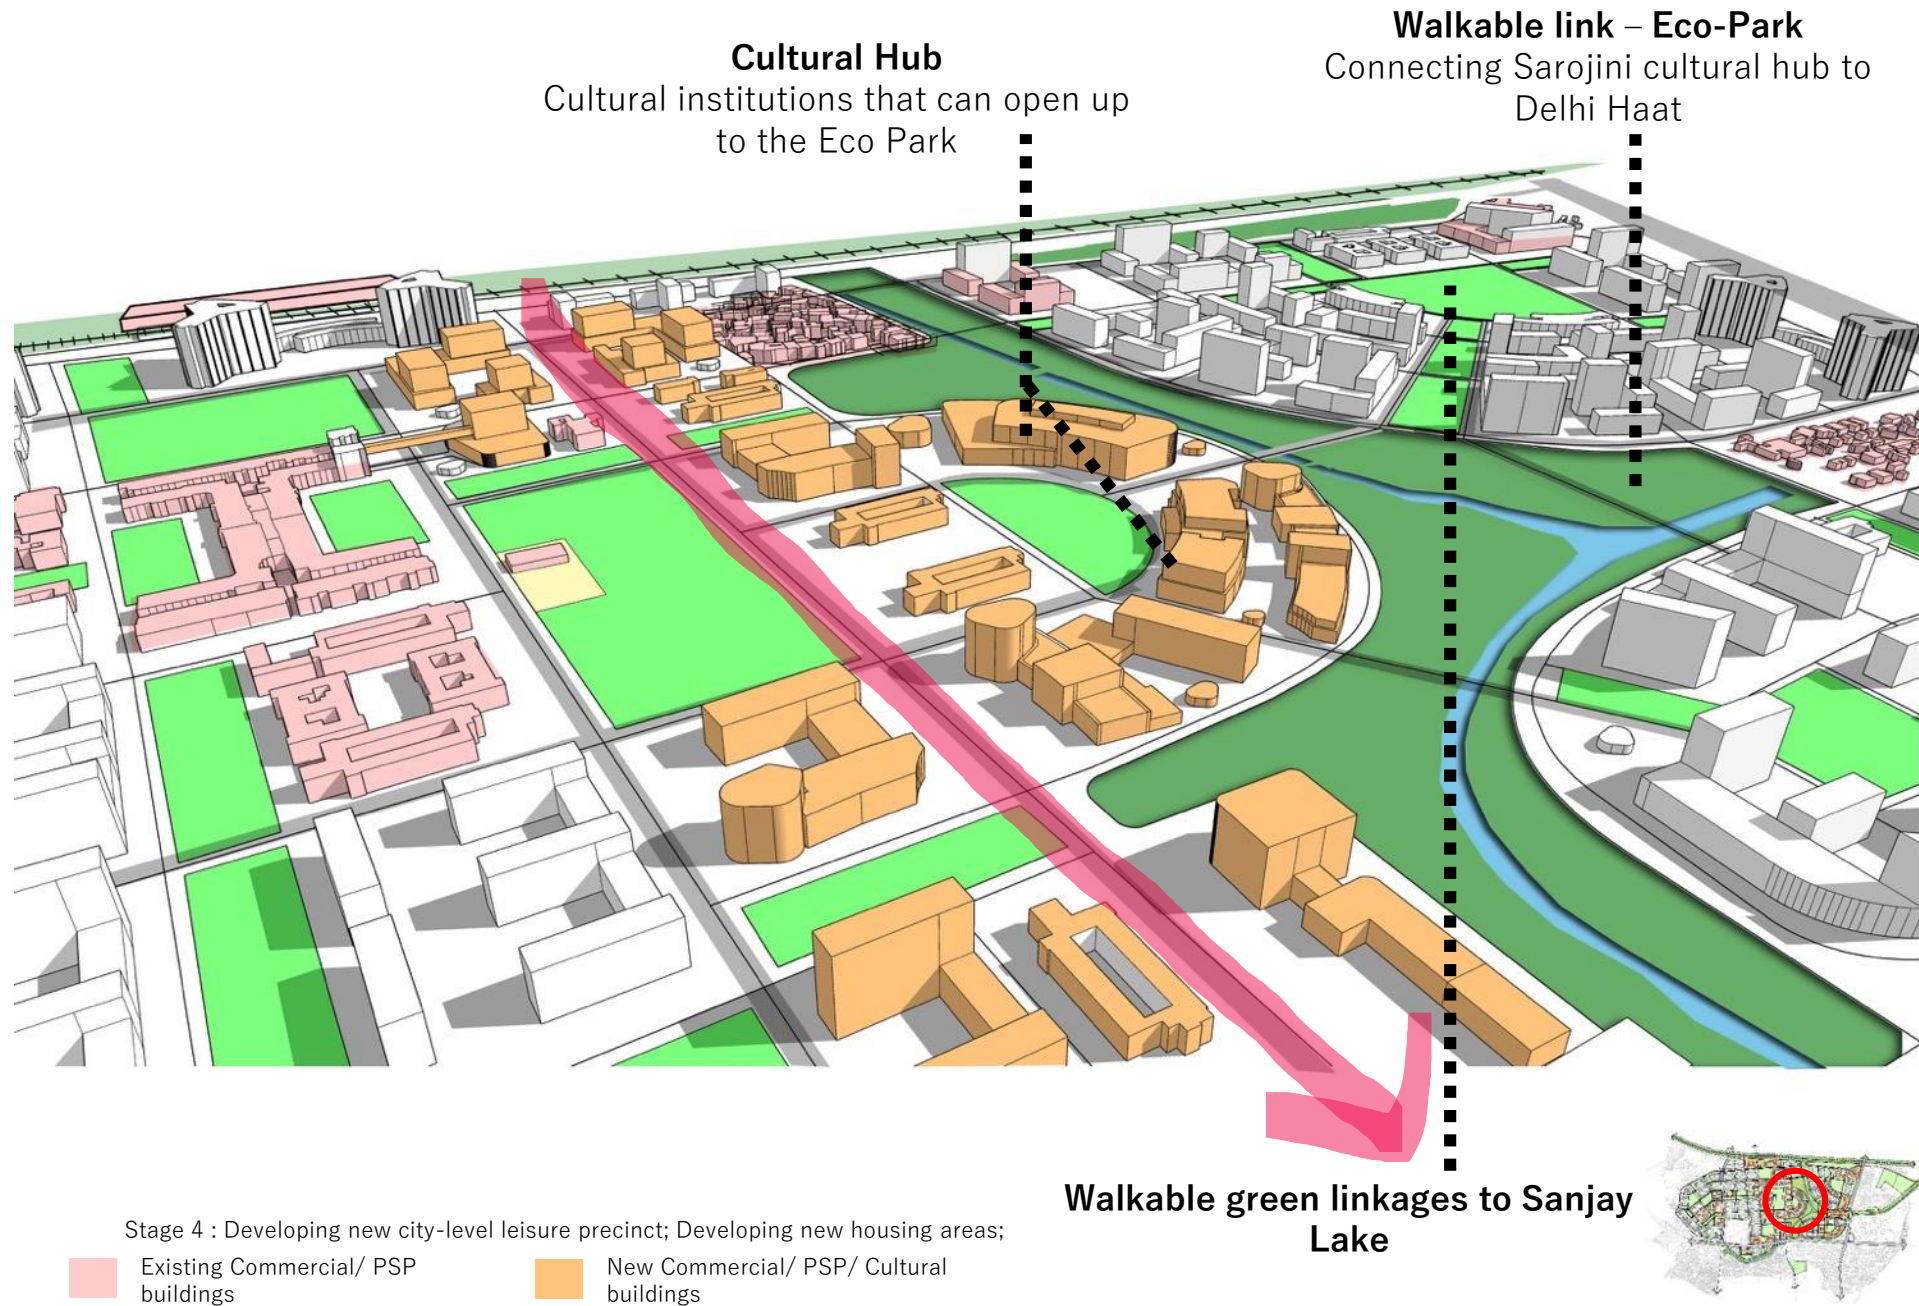 Cultural Hub
Cultural institutions that can open up
to the Eco Park
Walkable link – Eco-Park
Connecting Sarojini cultural hub to
Delhi Haat
Walkable green linkages to Sanjay
Lake
Stage 4 : Developing new city-level leisure precinct; Developing new housing areas;
Existing Commercial/ PSP
buildings
New Commercial/ PSP/ Cultural
buildings